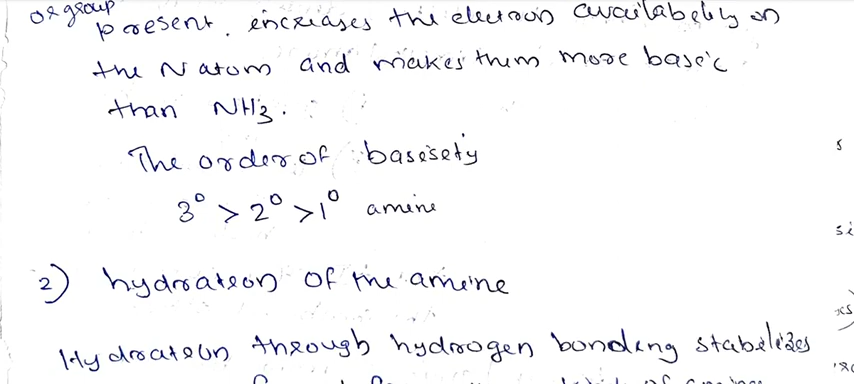 or group
present. increases the electron availability on
the N atom and makes them more basic
than NH3.
The order of basesety
3° > 2° > 1° amine
2) hydration of the amine
Hydration through hydrogen bonding stabilizes